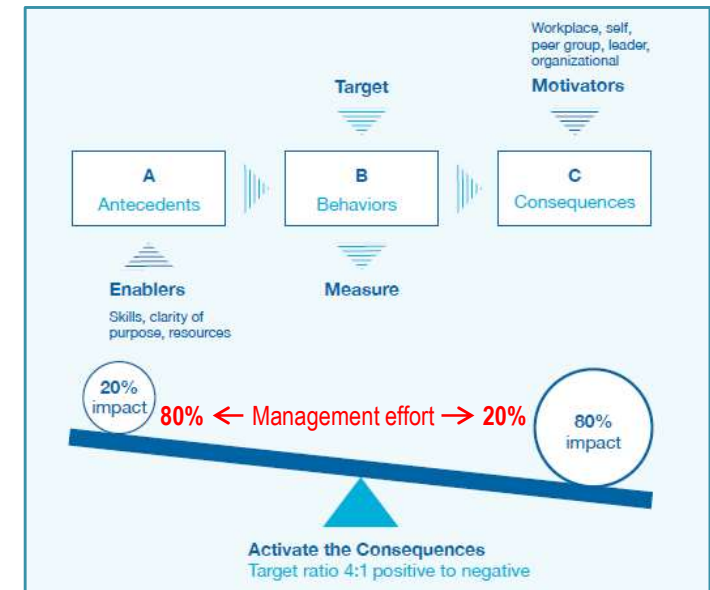 Workplace, self,
peer group, leader,
organizational
Motivators
Target
A
Antecedents
B
Behaviors
C
Consequences
Enablers
Skills, clarity of
purpose, resources
Measure
20%
impact
80% ← Management effort → 20%
80%
impact
Activate the Consequences
Target ratio 4:1 positive to negative